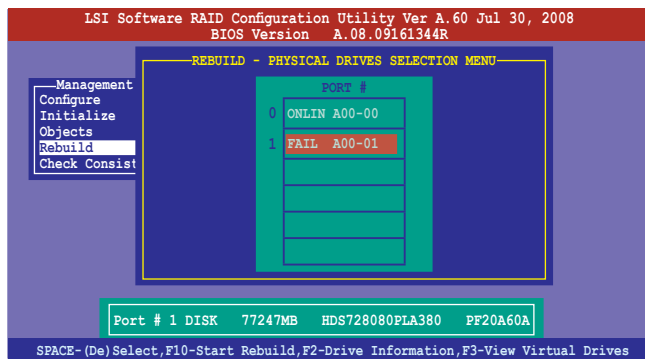 LSI Software RAID Configuration Utility Ver A.60 Jul 30, 2008
BIOS Version A.08.09161344R
REBUILD - PHYSICAL DRIVES SELECTION MENU
Management
Configure
Initialize
Objects
Rebuild
Check Consist
PORT #
0 ONLIN A00-00
1 FAIL A00-01
Port # 1 DISK 77247MB HDS728080PLA380 PF20A60A
SPACE-(De)Select,F10-Start Rebuild,F2-Drive Information,F3-View Virtual Drives